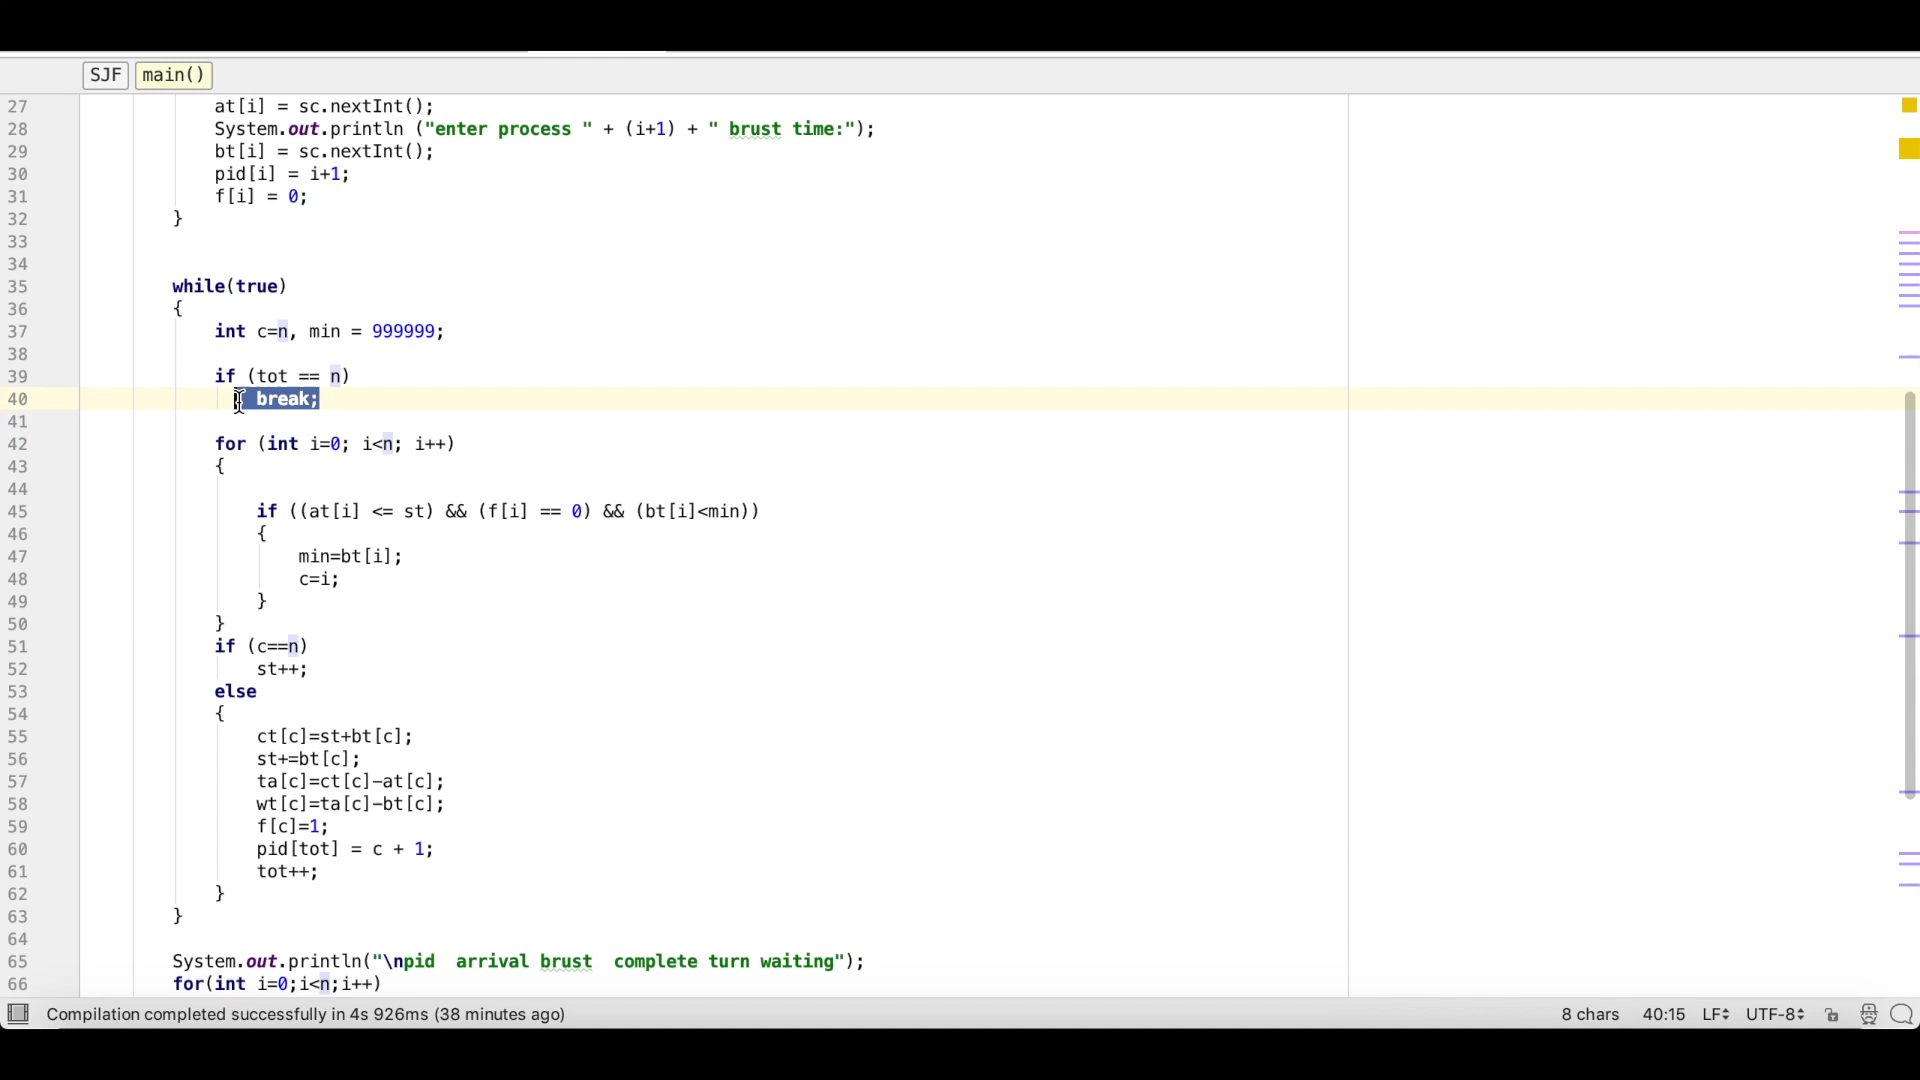 SJF main()
27 at[i] = sc.nextInt();
28 System.out.println ("enter process " + (i+1) + " brust time:");
29 bt[i] = sc.nextInt();
30 pid[i] = i+1;
31 f[i] = 0;
32 }
33
34
35 while(true)
36 {
37 int c=n, min = 999999;
38
39 if (tot == n)
40 break;
41
42 for (int i=0; i<n; i++)
43 {
44
45 if ((at[i] <= st) && (f[i] == 0) && (bt[i]<min))
46 {
47 min=bt[i];
48 c=i;
49 }
50 }
51 if (c==n)
52 st++;
53 else
54 {
55 ct[c]=st+bt[c];
56 st+=bt[c];
57 ta[c]=ct[c]-at[c];
58 wt[c]=ta[c]-bt[c];
59 f[c]=1;
60 pid[tot] = c + 1;
61 tot++;
62 }
63 }
64
65 System.out.println("\npid  arrival brust  complete turn waiting");
66 for(int i=0;i<n;i++)
Compilation completed successfully in 4s 926ms (38 minutes ago) 8 chars 40:15 LF UTF-8